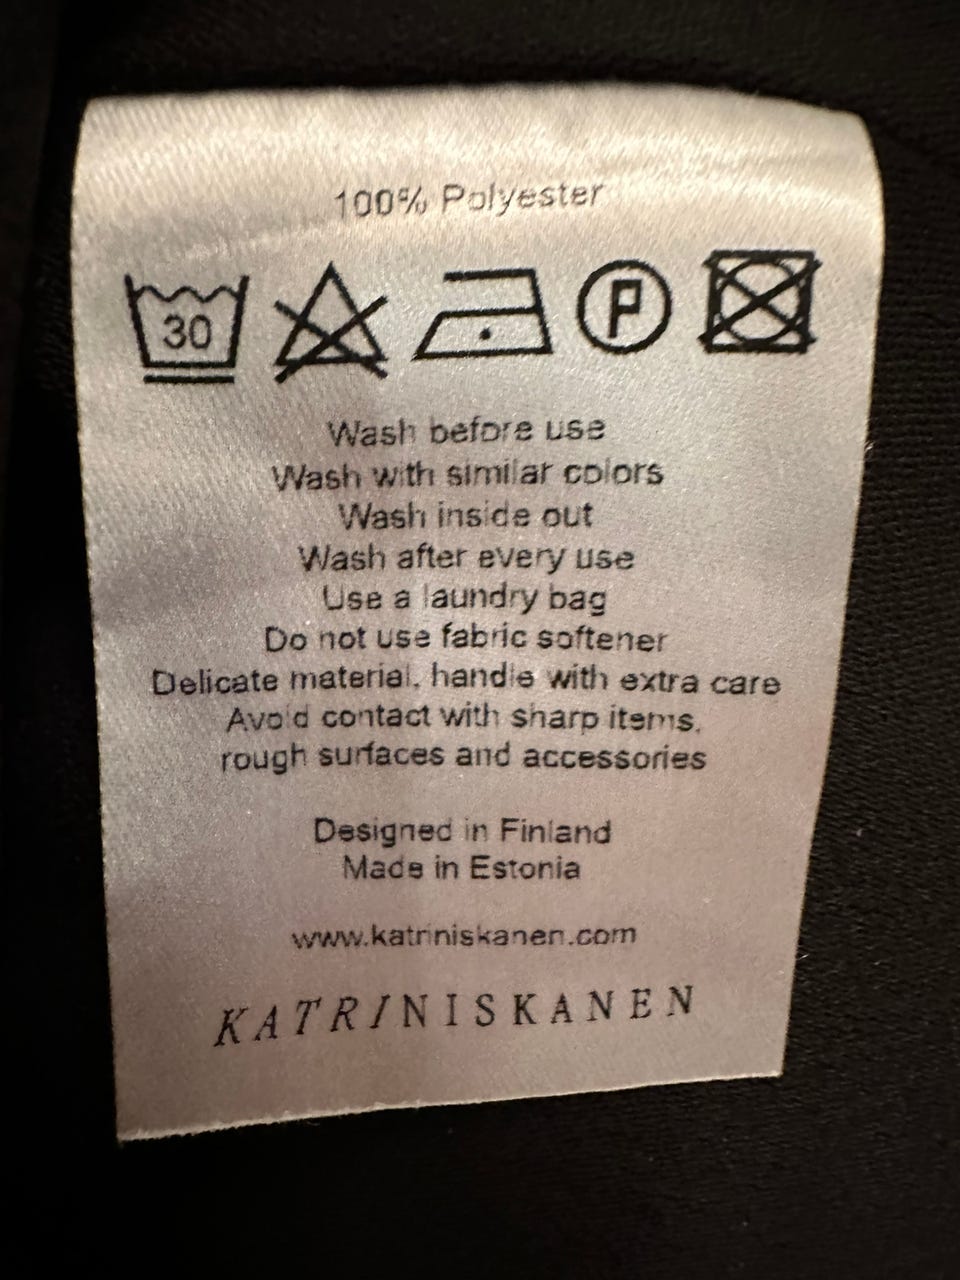 100% Polyester
30 P
Wash before use
Wash with similar colors
Wash inside out
Wash after every use
Use a laundry bag
Do not use fabric softener
Delicate material, handle with extra care
Avoid contact with sharp items,
rough surfaces and accessories
Designed in Finland
Made in Estonia
www.katriniskanen.com
KATRI NISKANEN